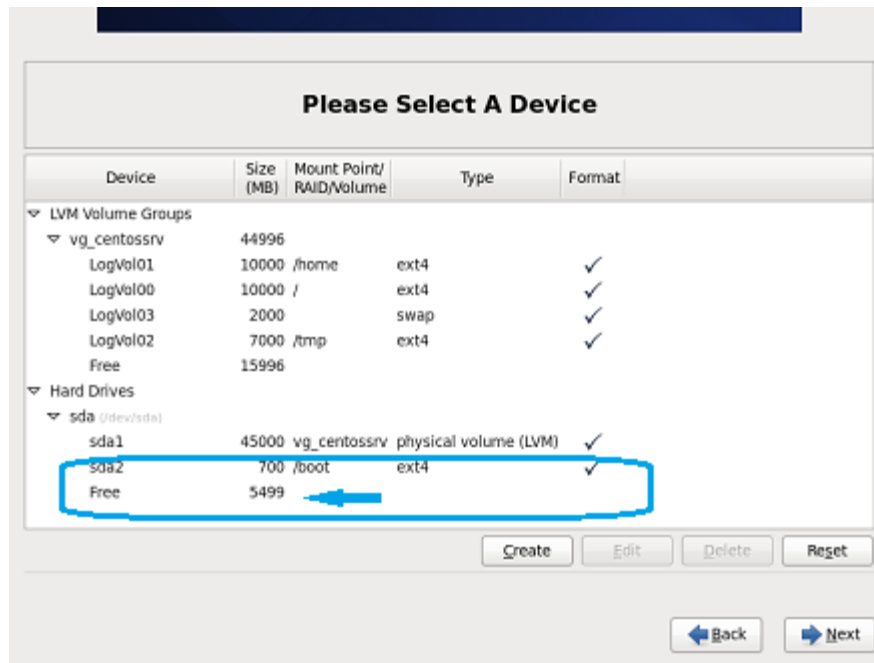 Please Select A Device
Device Size (MB) Mount Point/ RAID/Volume Type Format
LVM Volume Groups
vg_centossrv 44996
LogVol01 10000 /home ext4
LogVol00 10000 / ext4
LogVol03 2000 swap
LogVol02 7000 /tmp ext4
Free 15996
Hard Drives
sda (/dev/sda)
sda1 45000 vg_centossrv physical volume (LVM)
sda2 700 /boot ext4
Free 5499
Create Edit Delete Reset
Back Next